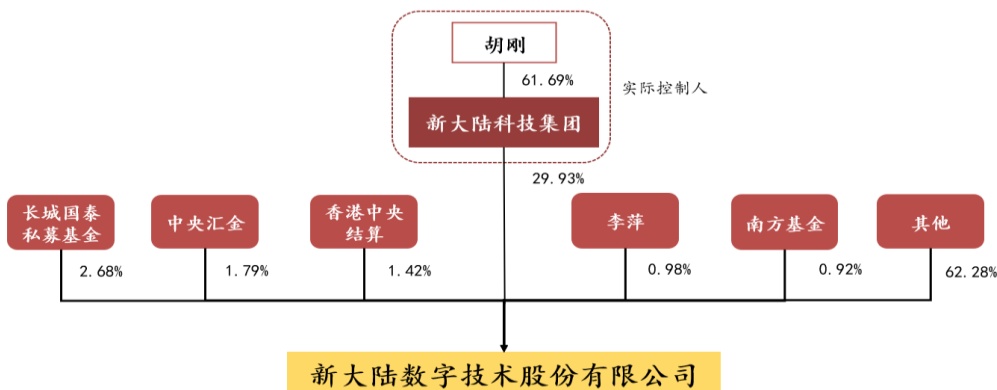 胡刚
61.69%
实际控制人
新大陆科技集团
29.93%
长城国泰
私募基金
中央汇金
香港中央
结算
李萍
南方基金
其他
2.68%
1.79%
1.42%
0.98%
0.92%
62.28%
新大陆数字技术股份有限公司